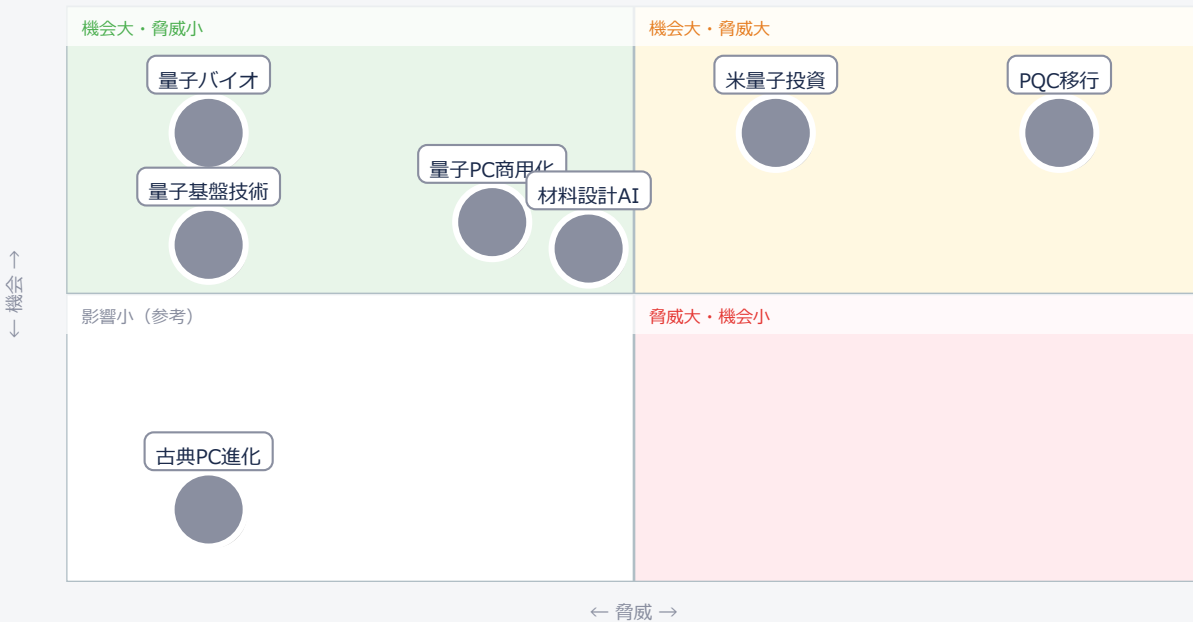 機会大・脅威小
機会大・脅威大
量子バイオ
米量子投資
PQC移行
量子PC商用化
量子基盤技術
材料設計AI
← 機会 →
影響小（参考）
脅威大・機会小
古典PC進化
← 脅威 →